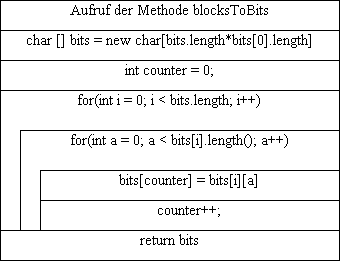 Aufruf der Methode blocksToBits
char [] bits = new char[bits.length*bits[0].length]
int counter = 0;
for(int i = 0; i < bits.length; i++)
for(int a = 0; a < bits[i].length(); a++)
bits[counter] = bits[i][a]
counter++;
return bits